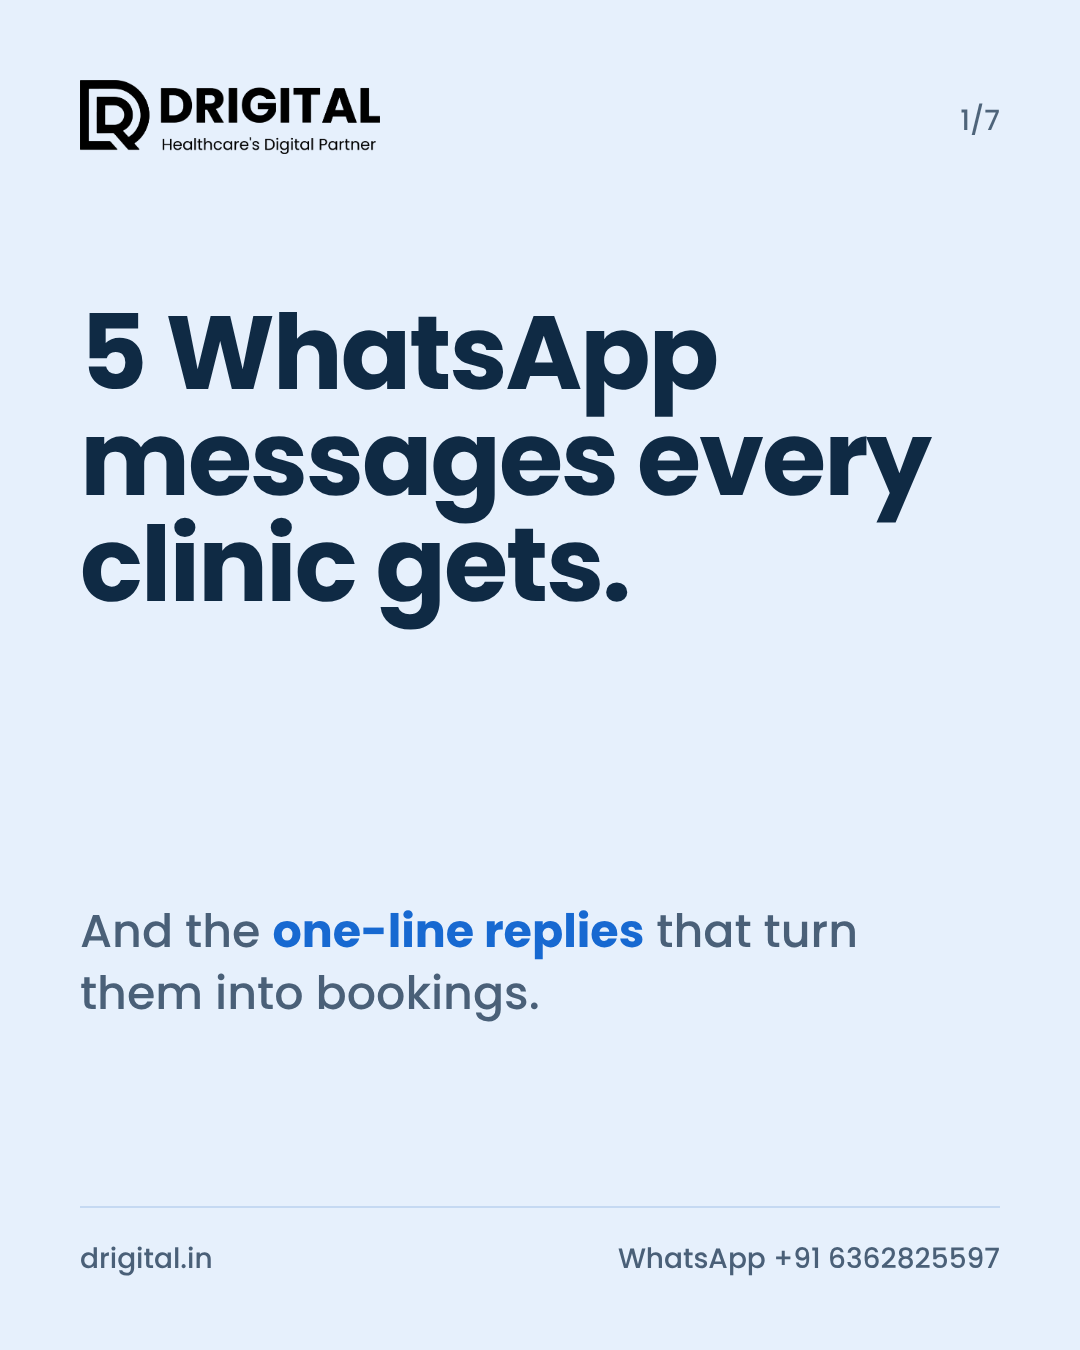 DRIGITAL
Healthcare's Digital Partner
1/7
5 WhatsApp
messages every
clinic gets.
And the one-line replies that turn
them into bookings.
drigital.in
WhatsApp +91 6362825597